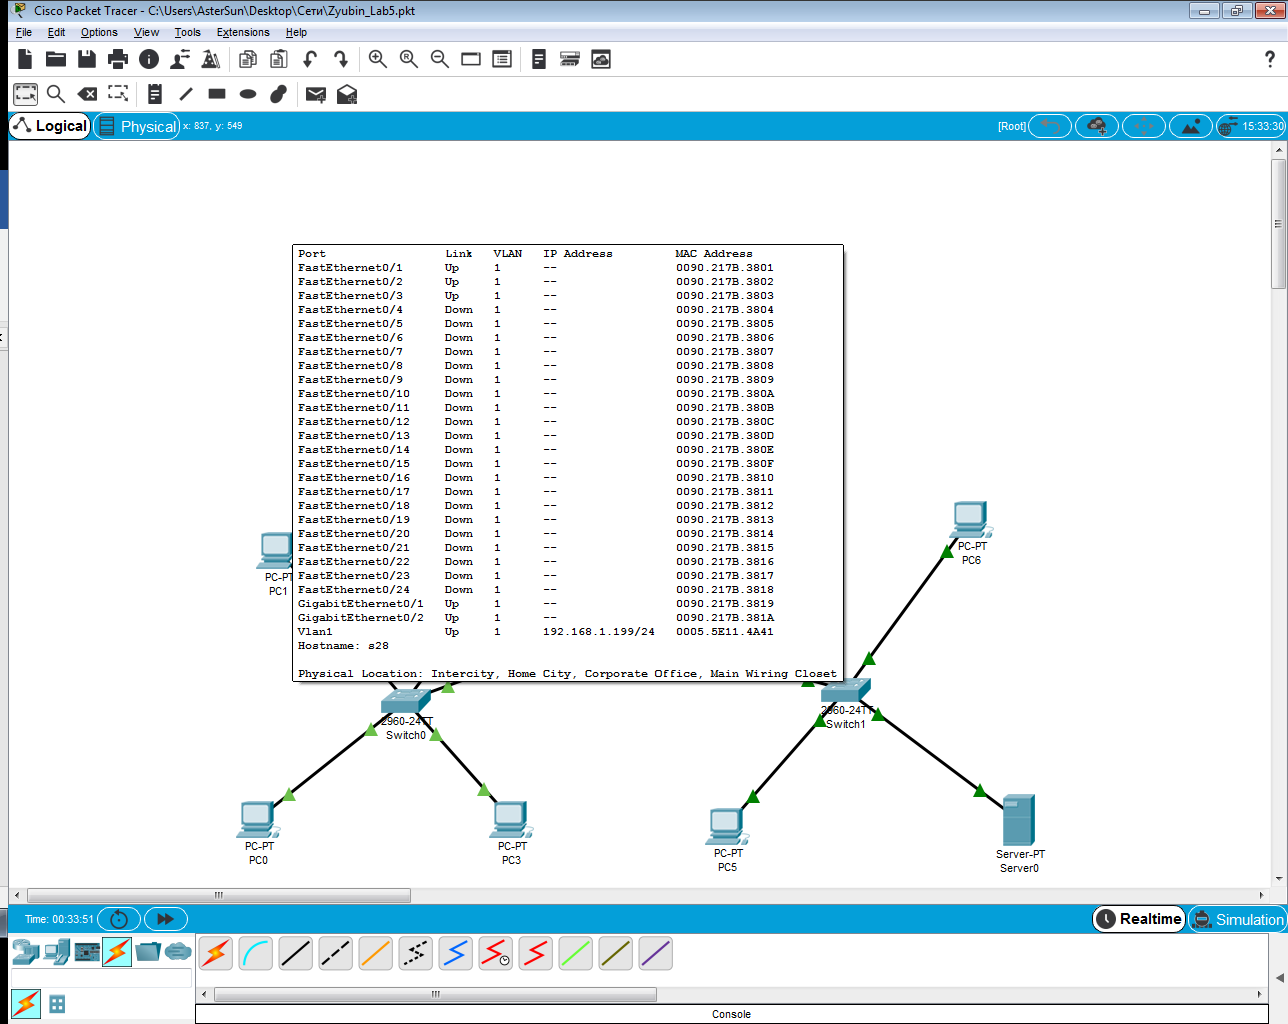 Cisco Packet Tracer - C:\Users\AsterSun\Desktop\Сети\Zyubin_Lab5.pkt
File Edit Options View Tools Extensions Help
Logical Physical x: 837, y: 549 [Root] 15:33:30
Port Link VLAN IP Address MAC Address
FastEthernet0/1 Up 1 -- 0090.217B.3801
FastEthernet0/2 Up 1 -- 0090.217B.3802
FastEthernet0/3 Up 1 -- 0090.217B.3803
FastEthernet0/4 Down 1 -- 0090.217B.3804
FastEthernet0/5 Down 1 -- 0090.217B.3805
FastEthernet0/6 Down 1 -- 0090.217B.3806
FastEthernet0/7 Down 1 -- 0090.217B.3807
FastEthernet0/8 Down 1 -- 0090.217B.3808
FastEthernet0/9 Down 1 -- 0090.217B.3809
FastEthernet0/10 Down 1 -- 0090.217B.380A
FastEthernet0/11 Down 1 -- 0090.217B.380B
FastEthernet0/12 Down 1 -- 0090.217B.380C
FastEthernet0/13 Down 1 -- 0090.217B.380D
FastEthernet0/14 Down 1 -- 0090.217B.380E
FastEthernet0/15 Down 1 -- 0090.217B.380F
FastEthernet0/16 Down 1 -- 0090.217B.3810
FastEthernet0/17 Down 1 -- 0090.217B.3811
FastEthernet0/18 Down 1 -- 0090.217B.3812
FastEthernet0/19 Down 1 -- 0090.217B.3813
FastEthernet0/20 Down 1 -- 0090.217B.3814
FastEthernet0/21 Down 1 -- 0090.217B.3815
FastEthernet0/22 Down 1 -- 0090.217B.3816
FastEthernet0/23 Down 1 -- 0090.217B.3817
FastEthernet0/24 Down 1 -- 0090.217B.3818
GigabitEthernet0/1 Up 1 -- 0090.217B.3819
GigabitEthernet0/2 Up 1 -- 0090.217B.381A
Vlan1 Up 1 192.168.1.199/24 0005.5E11.4A41
Hostname: s28
Physical Location: Intercity, Home City, Corporate Office, Main Wiring Closet
PC-PT
PC6
PC-PT
PC1
2960-24TT
Switch0
2960-24TT
Switch1
PC-PT
PC0
PC-PT
PC3
PC-PT
PC5
Server-PT
Server0
Time: 00:33:51 Realtime Simulation
Console